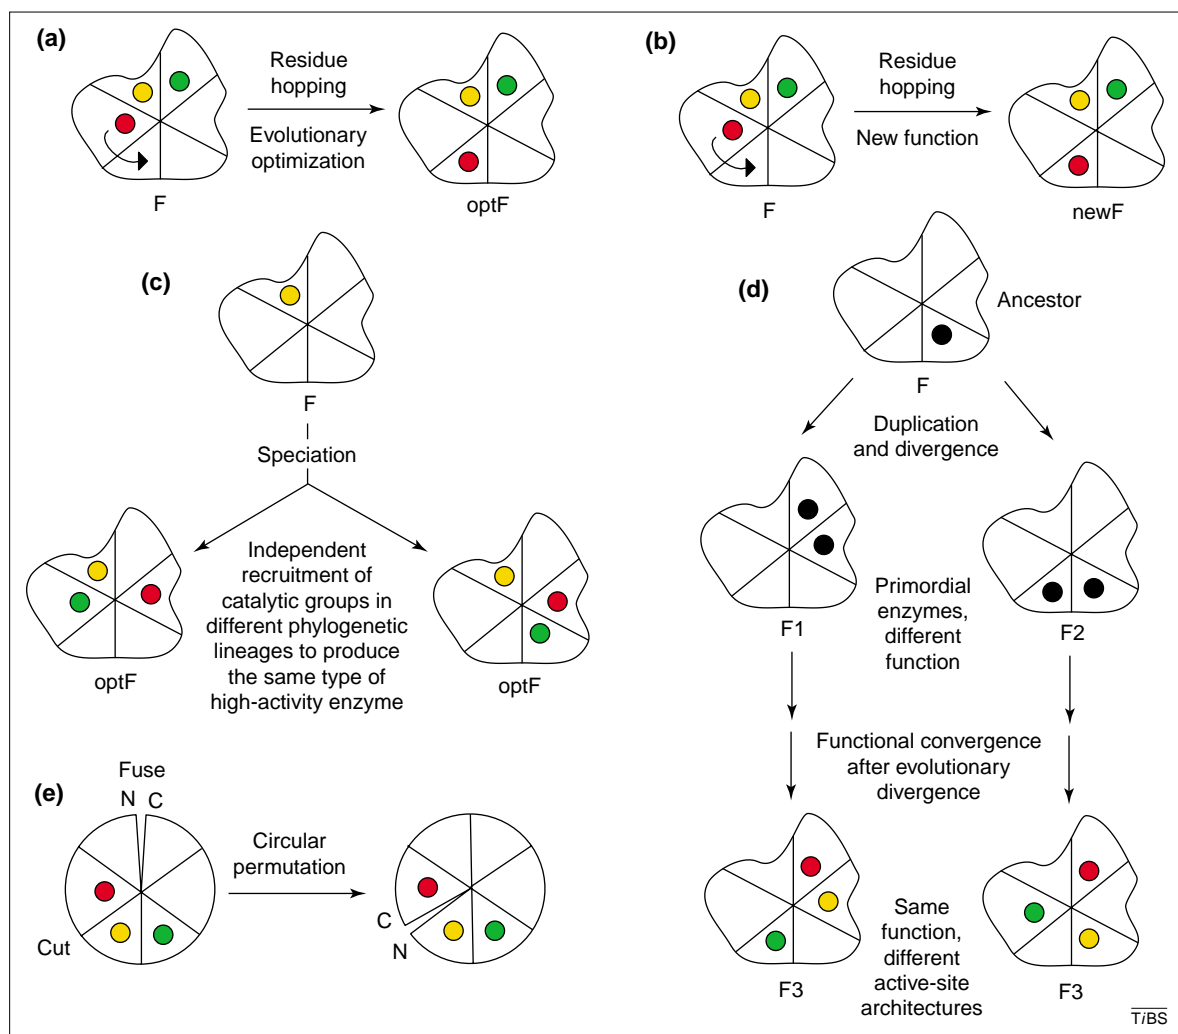 (a)
Residue
hopping
Evolutionary
optimization
F
optF
(b)
Residue
hopping
New function
F
newF
(c)
F
Speciation
Independent
recruitment of
catalytic groups in
different phylogenetic
lineages to produce
the same type of
high-activity enzyme
optF
optF
(d)
Ancestor
F
Duplication
and divergence
F1
Primordial
enzymes,
different
function
F2
Functional convergence
after evolutionary
divergence
F3
Same
function,
different
active-site
architectures
F3
(e)
Fuse
N C
Cut
Circular
permutation
C
N
TiBS